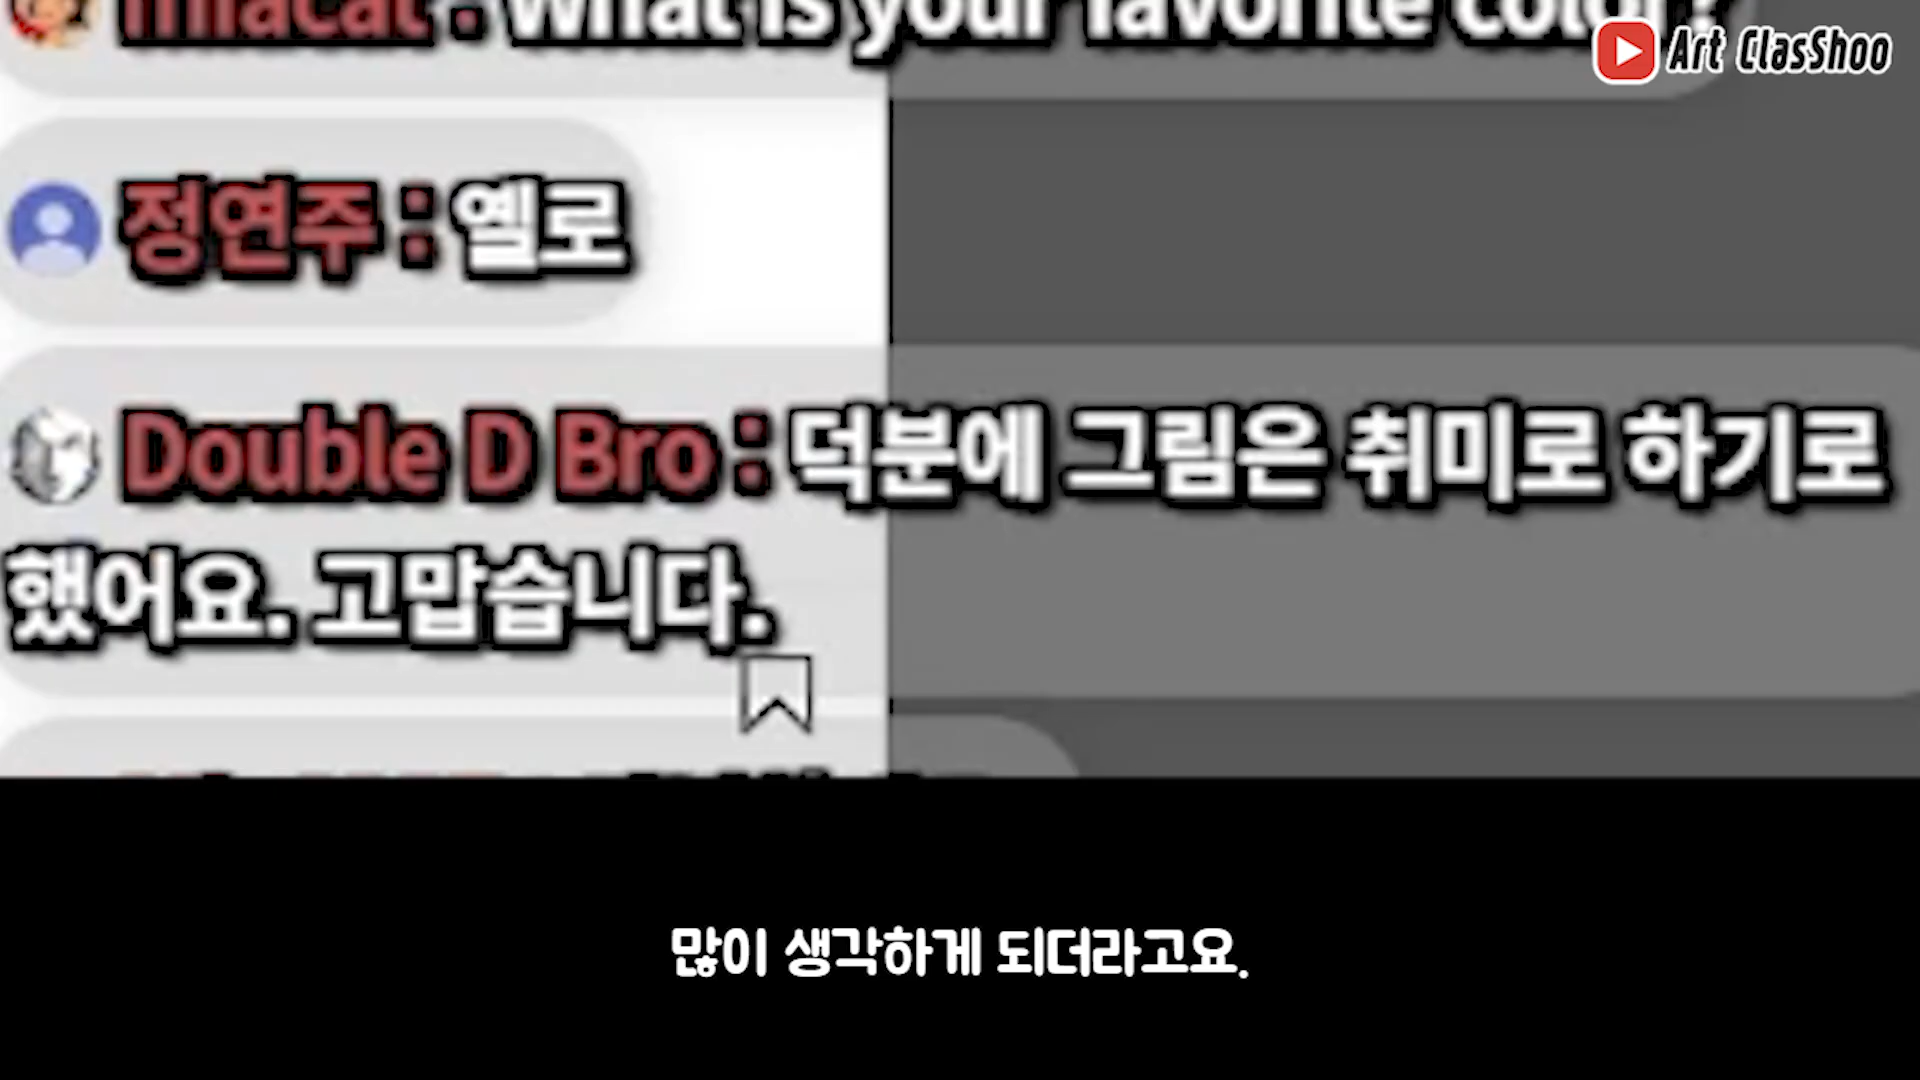 miacat : What is your favorite color?
Art ClasShoo
정연주 : 옐로
Double D Bro : 덕분에 그림은 취미로 하기로
했어요. 고맙습니다.
많이 생각하게 되더라고요.